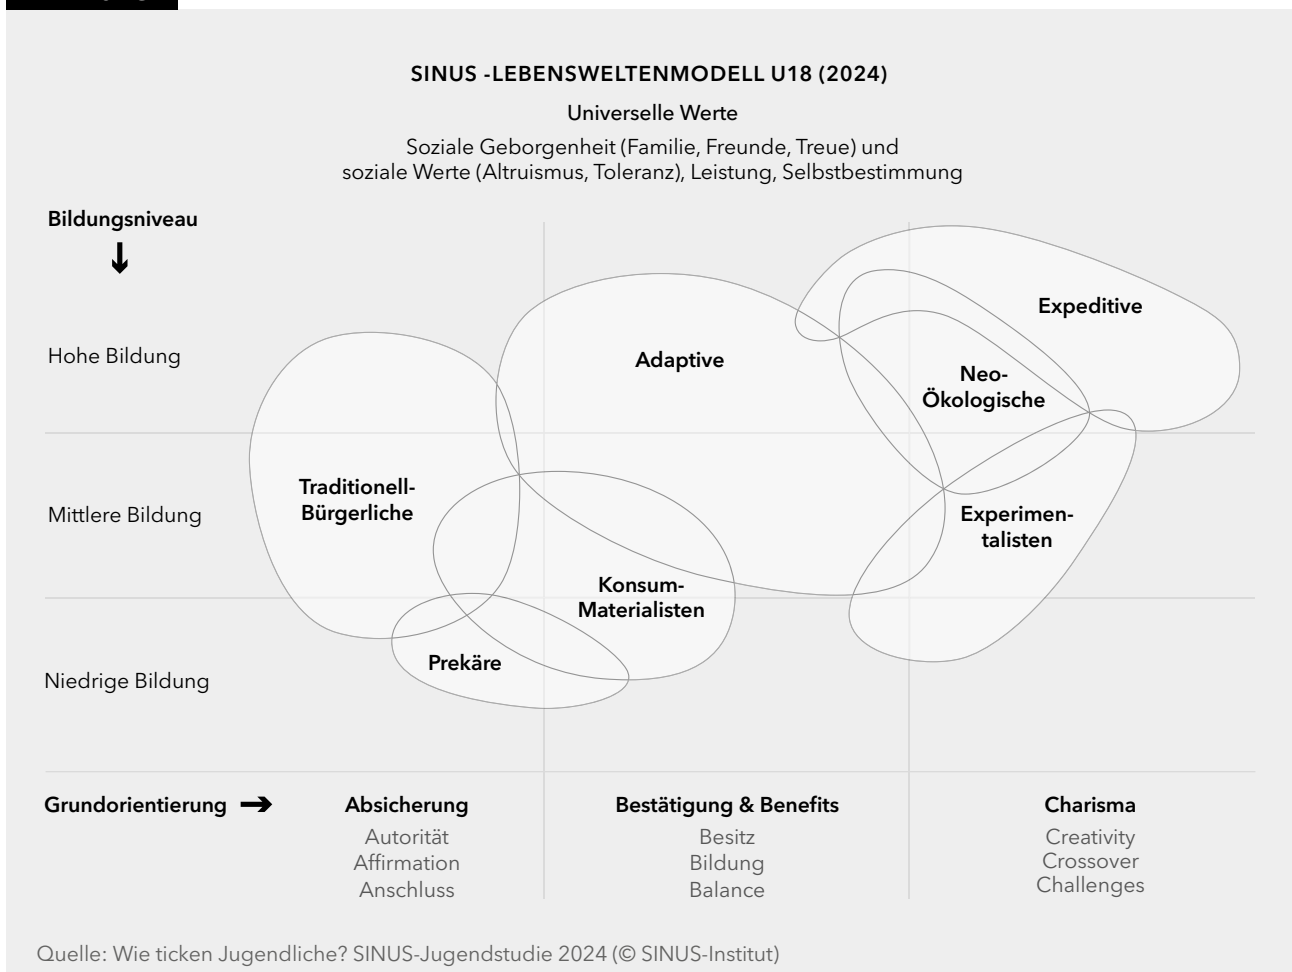 SINUS -LEBENSWELTENMODELL U18 (2024)
Universelle Werte
Soziale Geborgenheit (Familie, Freunde, Treue) und
soziale Werte (Altruismus, Toleranz), Leistung, Selbstbestimmung
Bildungsniveau
Expeditive
Hohe Bildung
Adaptive
Neo-
Ökologische
Traditionell-
Bürgerliche
Mittlere Bildung
Experimen-
talisten
Konsum-
Materialisten
Prekäre
Niedrige Bildung
Grundorientierung
Absicherung
Autorität
Affirmation
Anschluss
Bestätigung & Benefits
Besitz
Bildung
Balance
Charisma
Creativity
Crossover
Challenges
Quelle: Wie ticken Jugendliche? SINUS-Jugendstudie 2024 (© SINUS-Institut)